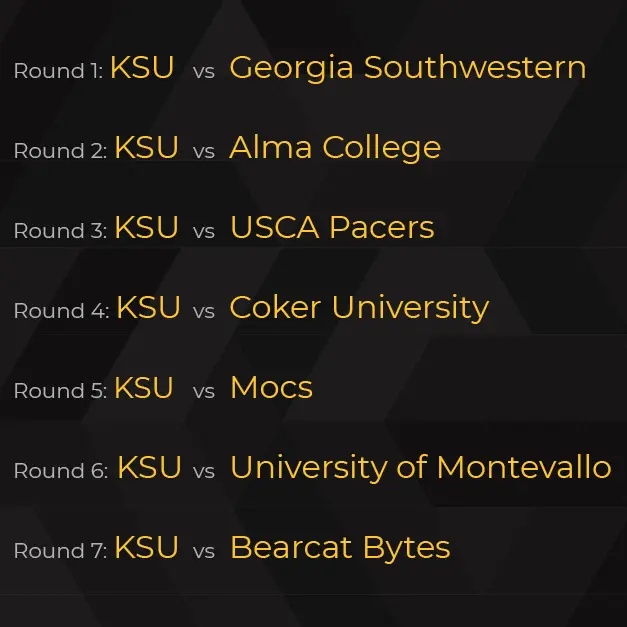 Round 1: KSU vs Georgia Southwestern
Round 2: KSU vs Alma College
Round 3: KSU vs USCA Pacers
Round 4: KSU vs Coker University
Round 5: KSU vs Mocs
Round 6: KSU vs University of Montevallo
Round 7: KSU vs Bearcat Bytes